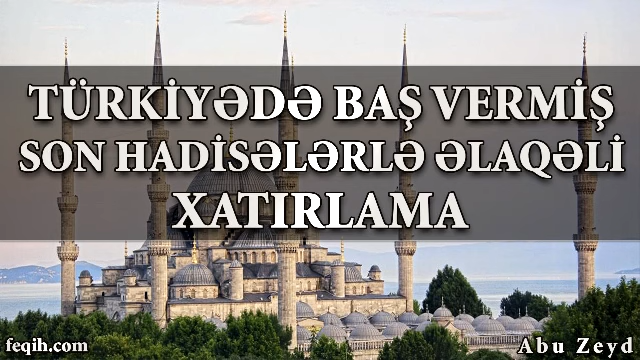 TÜRKİYƏDƏ BAŞ VERMİŞ
SON HADİSƏLƏRLƏ ƏLAQƏLİ
XATIRLAMA
feqih.com
Abu Zeyd